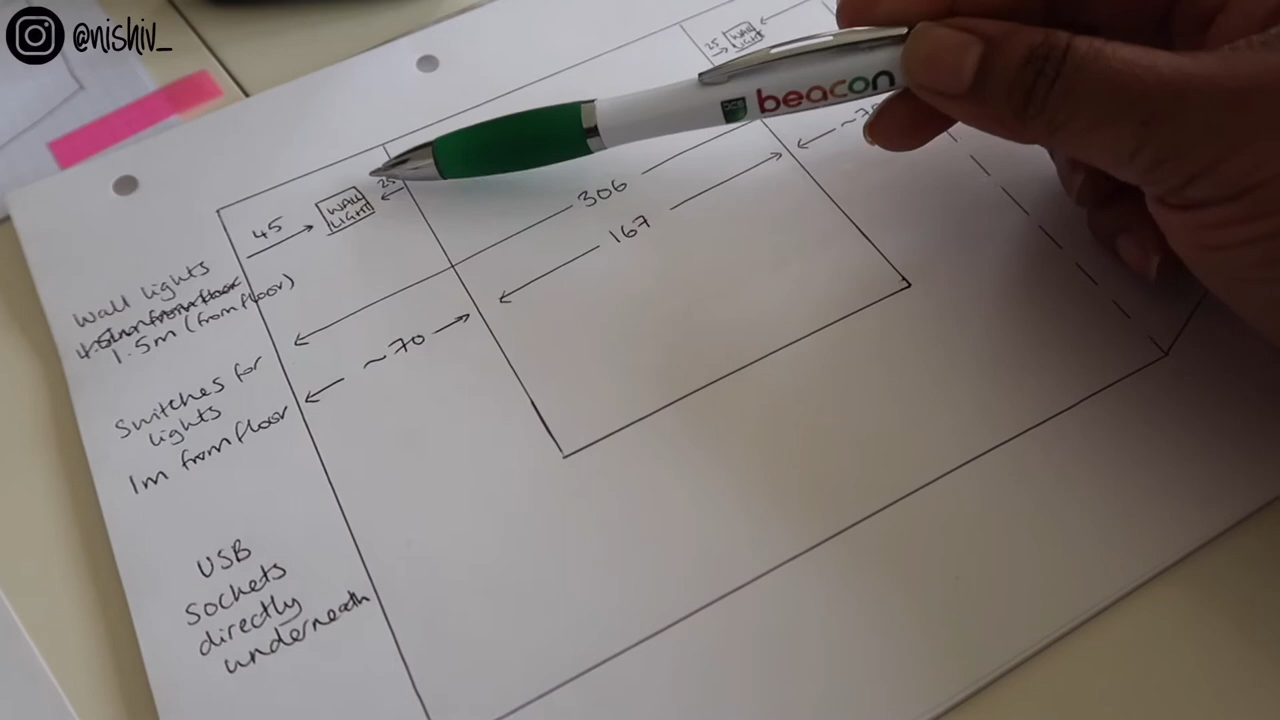 @nishiv_
25
WALL
LIGHT
beacon
25
306
167
45
WALL
LIGHT
~70
Wall lights
1.5m (from floor)
Switches for
lights
1m from floor
USB
sockets
directly
underneath